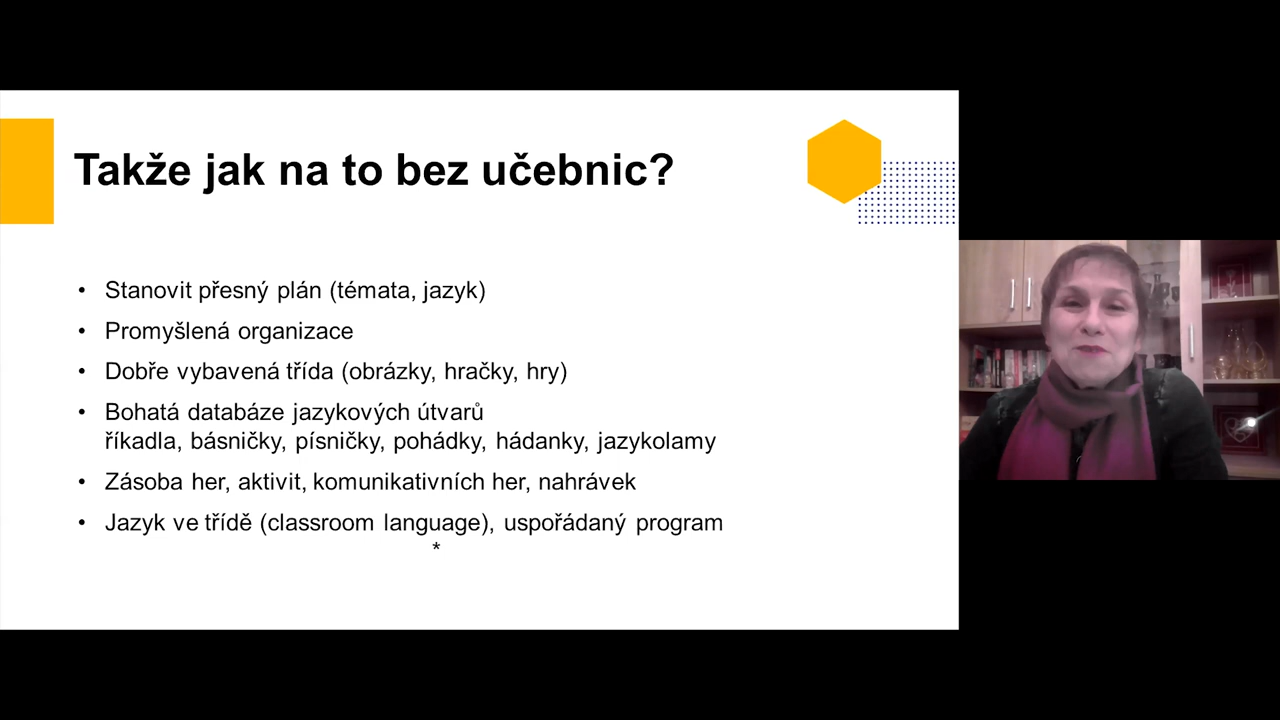 Takže jak na to bez učebnic?
• Stanovit přesný plán (témata, jazyk)
• Promyšlená organizace
• Dobře vybavená třída (obrázky, hračky, hry)
• Bohatá databáze jazykových útvarů
říkadla, básničky, písničky, pohádky, hádanky, jazykolamy
• Zásoba her, aktivit, komunikativních her, nahrávek
• Jazyk ve třídě (classroom language), uspořádaný program
*